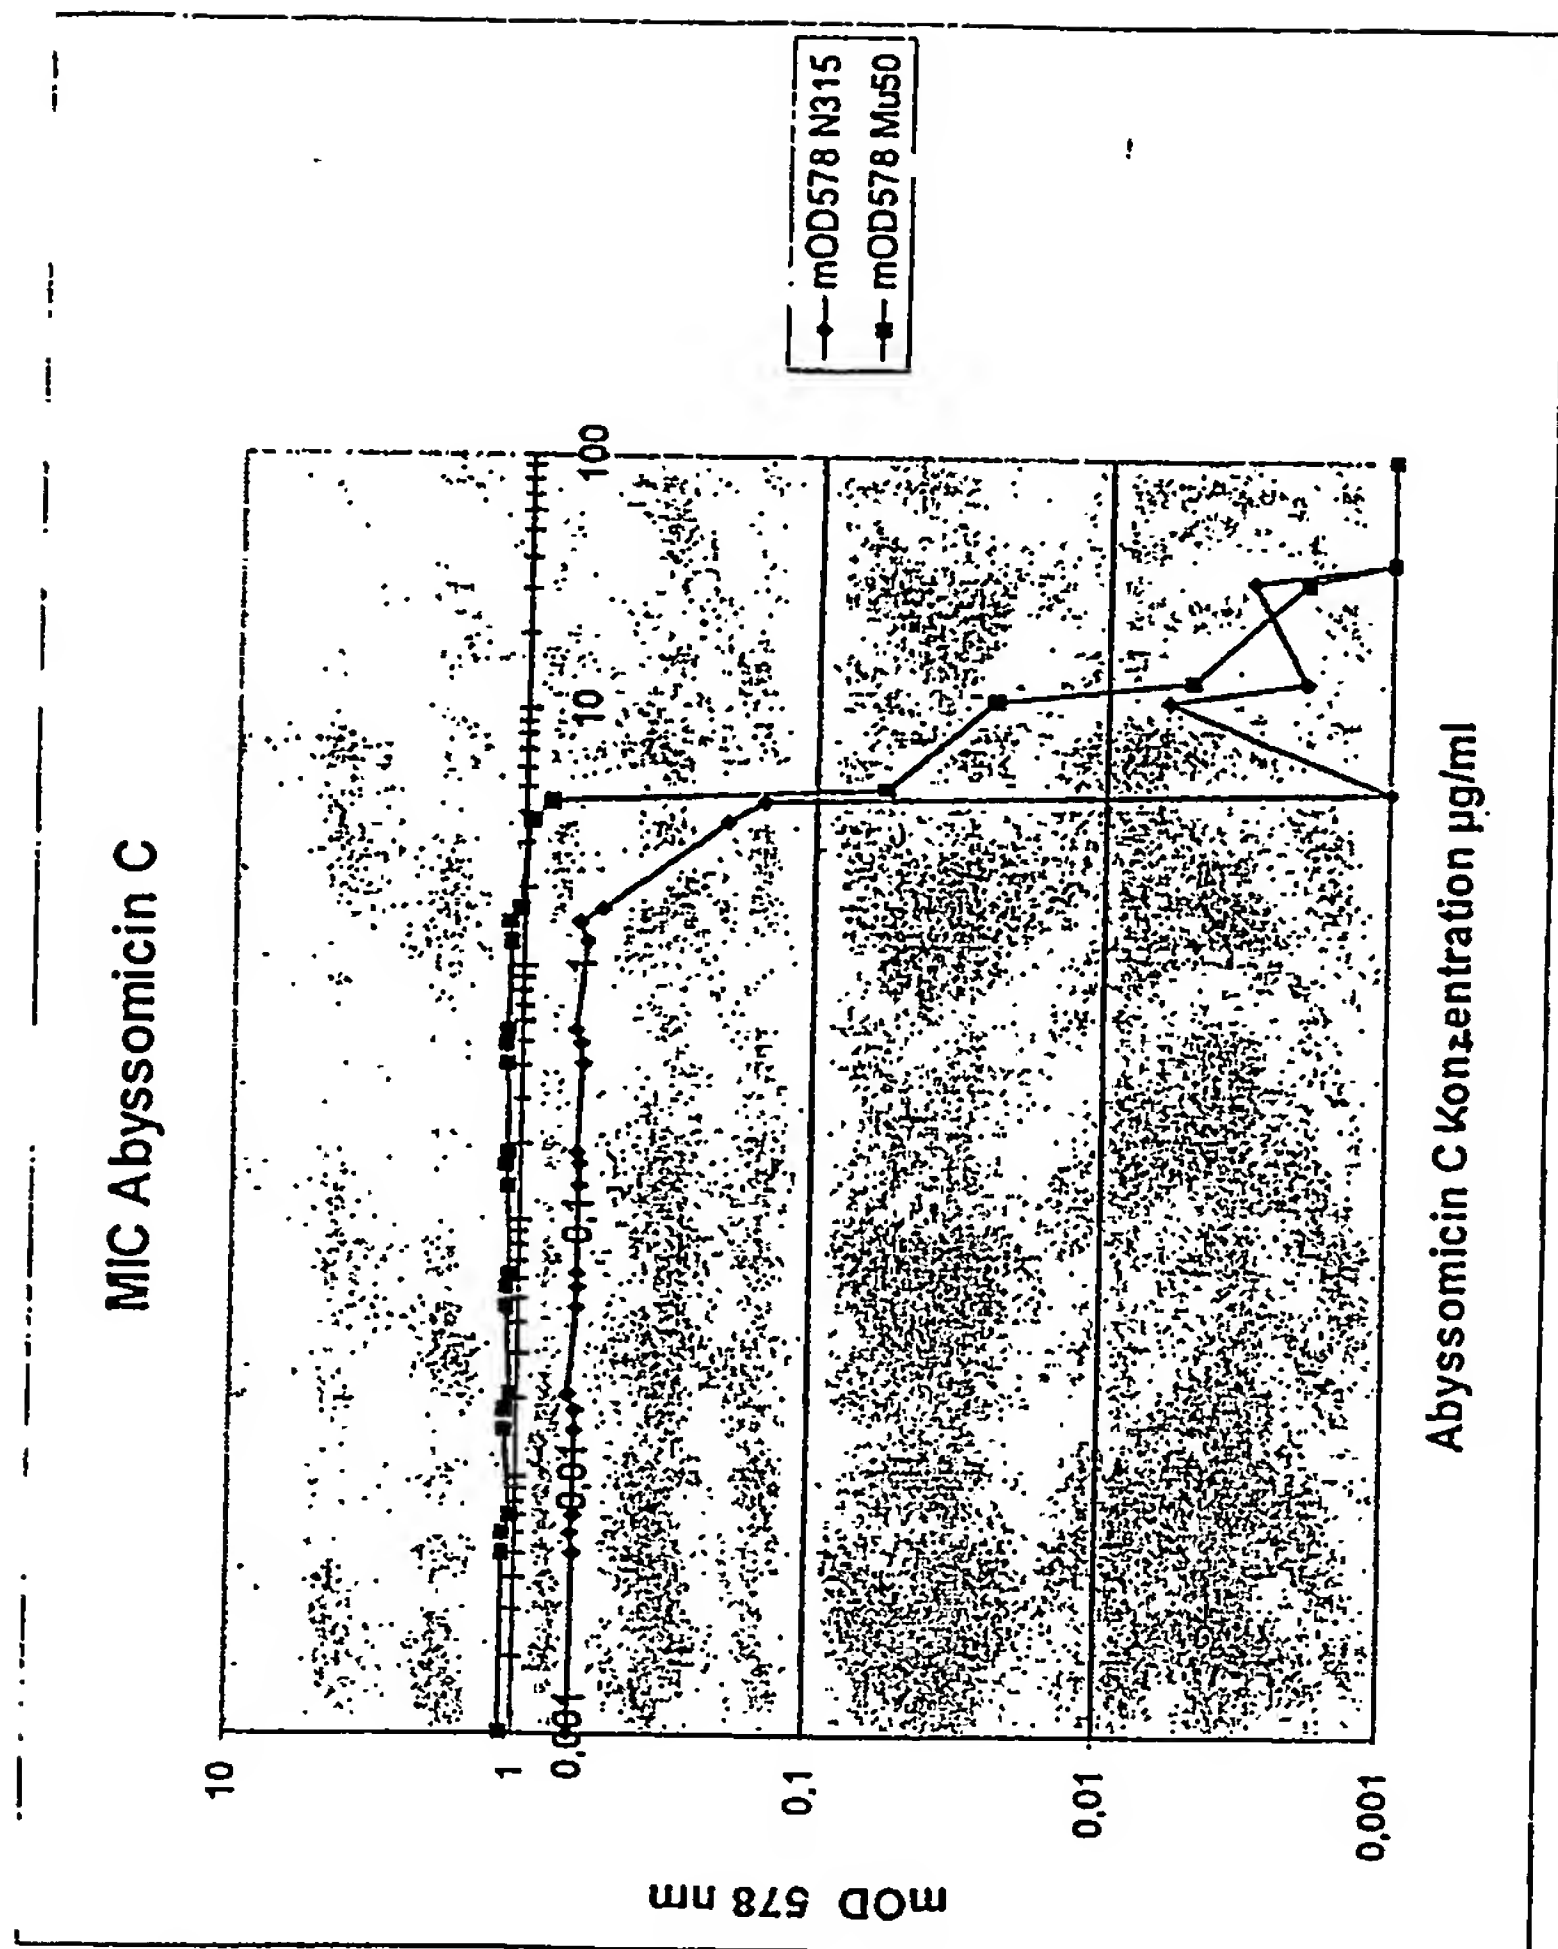 MIC Abyssomicin C
mOD 578 nm
10
1
0,1
0,01
0,001
0,001
0,01
0,1
1
10
100
mOD578 N315
mOD578 Mu50
Abyssomicin C Konzentration µg/ml